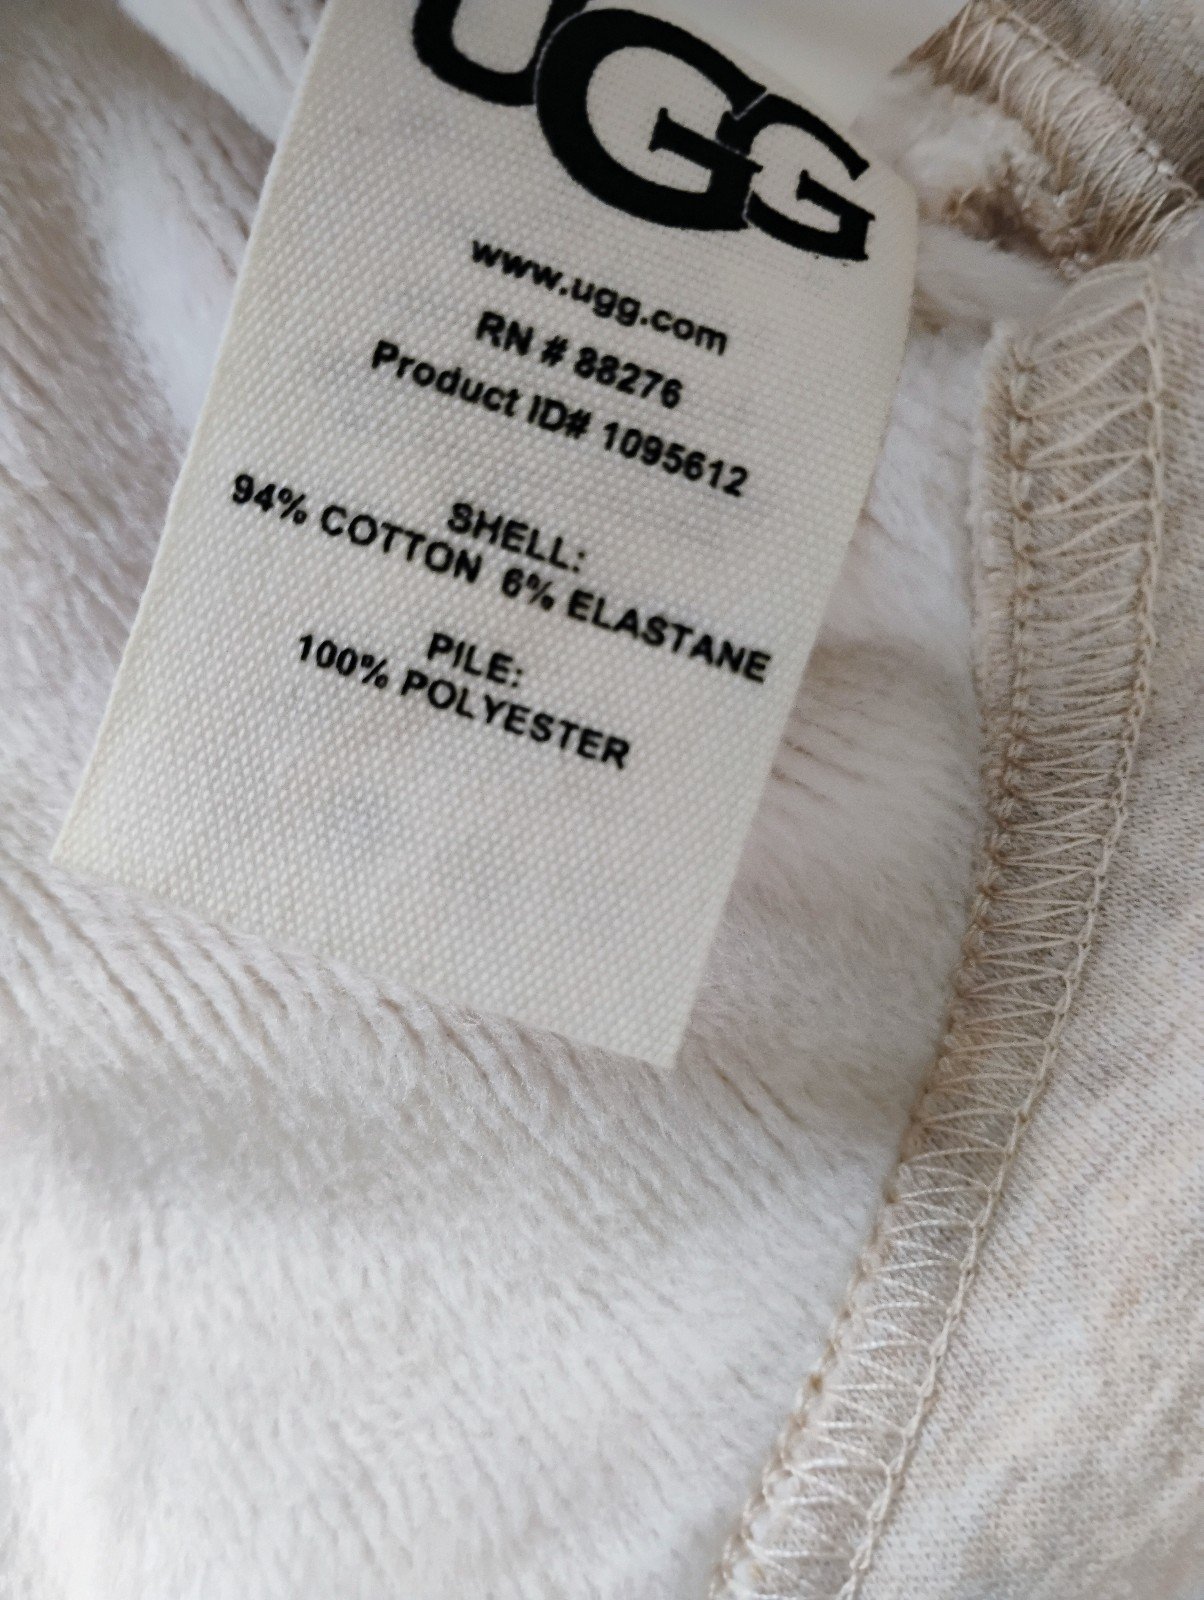 UGG
www.ugg.com
RN # 88276
Product ID# 1095612
SHELL:
94% COTTON 6% ELASTANE
PILE:
100% POLYESTER